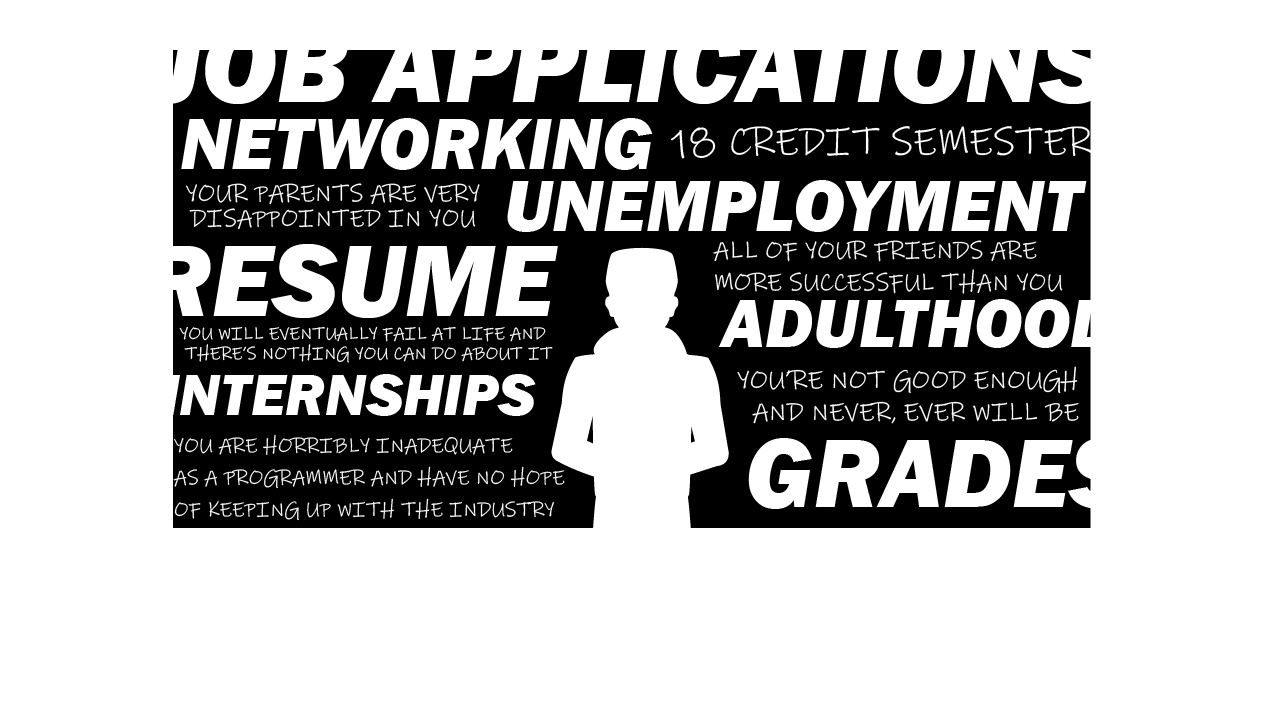 JOB APPLICATIONS
NETWORKING
18 CREDIT SEMESTER
YOUR PARENTS ARE VERY
DISAPPOINTED IN YOU
UNEMPLOYMENT
RESUME
ALL OF YOUR FRIENDS ARE
MORE SUCCESSFUL THAN YOU
YOU WILL EVENTUALLY FAIL AT LIFE AND
THERE'S NOTHING YOU CAN DO ABOUT IT
ADULTHOOD
INTERNSHIPS
YOU'RE NOT GOOD ENOUGH
AND NEVER, EVER WILL BE
YOU ARE HORRIBLY INADEQUATE
AS A PROGRAMMER AND HAVE NO HOPE
OF KEEPING UP WITH THE INDUSTRY
GRADES